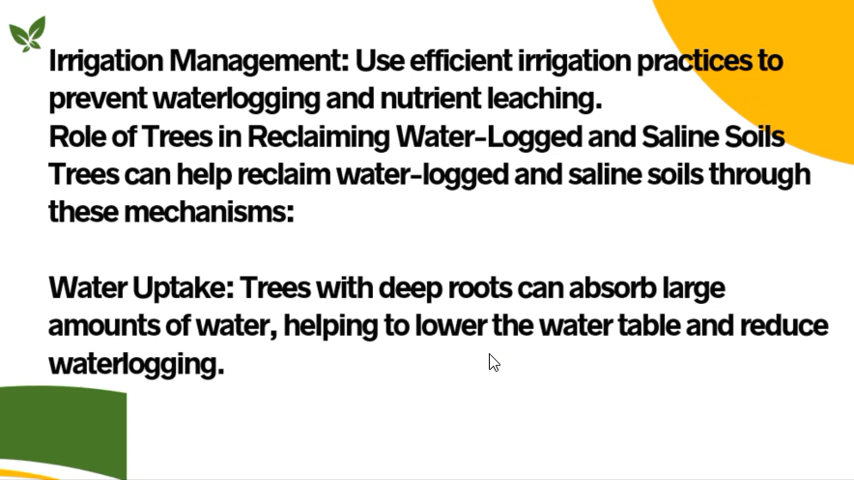 Irrigation Management: Use efficient irrigation practices to
prevent waterlogging and nutrient leaching.
Role of Trees in Reclaiming Water-Logged and Saline Soils
Trees can help reclaim water-logged and saline soils through
these mechanisms:
Water Uptake: Trees with deep roots can absorb large
amounts of water, helping to lower the water table and reduce
waterlogging.